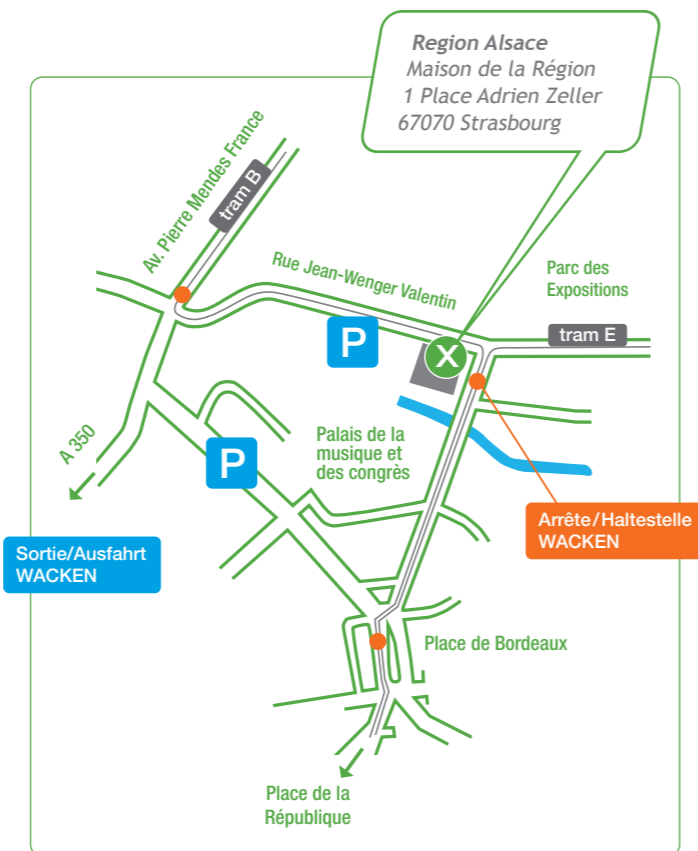 Region Alsace
Maison de la Région
1 Place Adrien Zeller
67070 Strasbourg
Av. Pierre Mendes France
tram B
Rue Jean-Wenger Valentin
Parc des
Expositions
tram E
P
X
A 350
P
Palais de la
musique et
des congrès
Arrête/Haltestelle
WACKEN
Sortie/Ausfahrt
WACKEN
Place de Bordeaux
Place de la
République